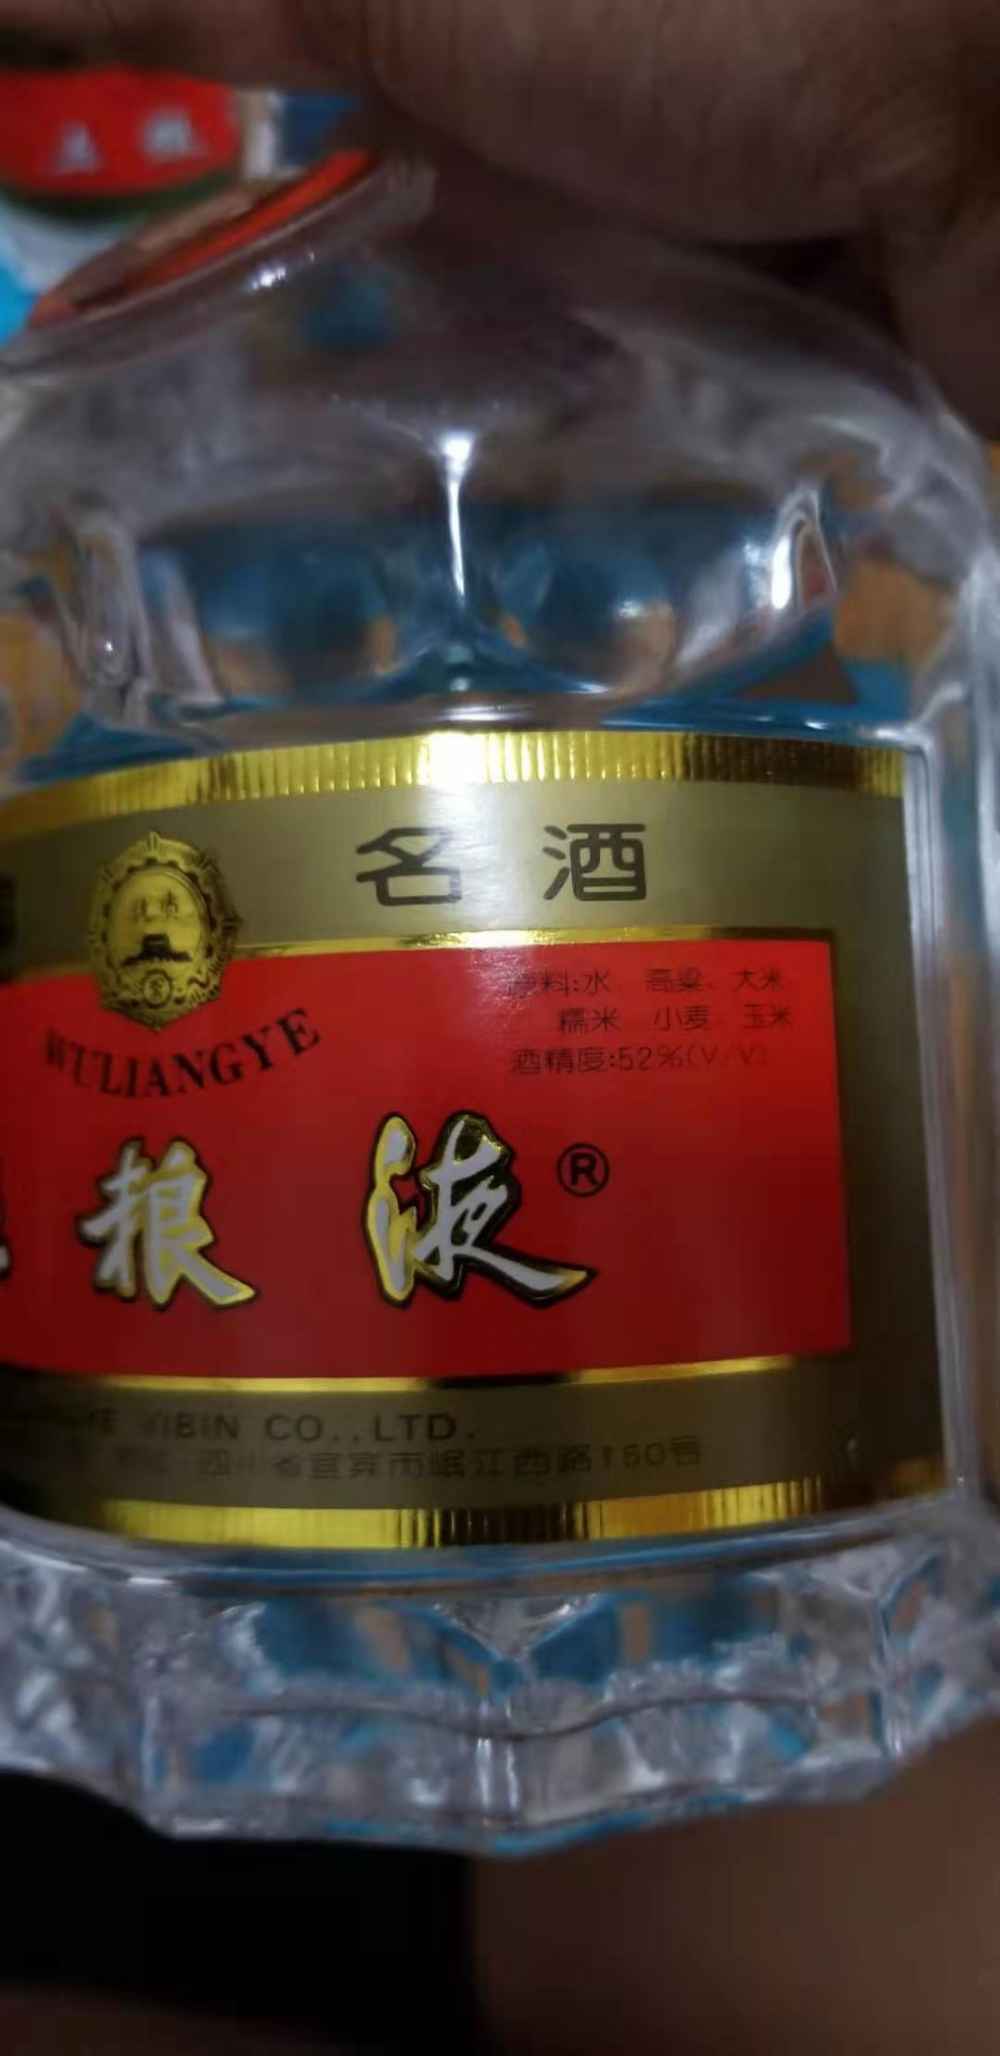 名酒
原料:水 高粱、大米
糯米 小麦 玉米
酒精度:52%(V/V)
WULIANGYE
粮液®
YIBIN CO.,LTD.
四川省宜宾市岷江西路150号